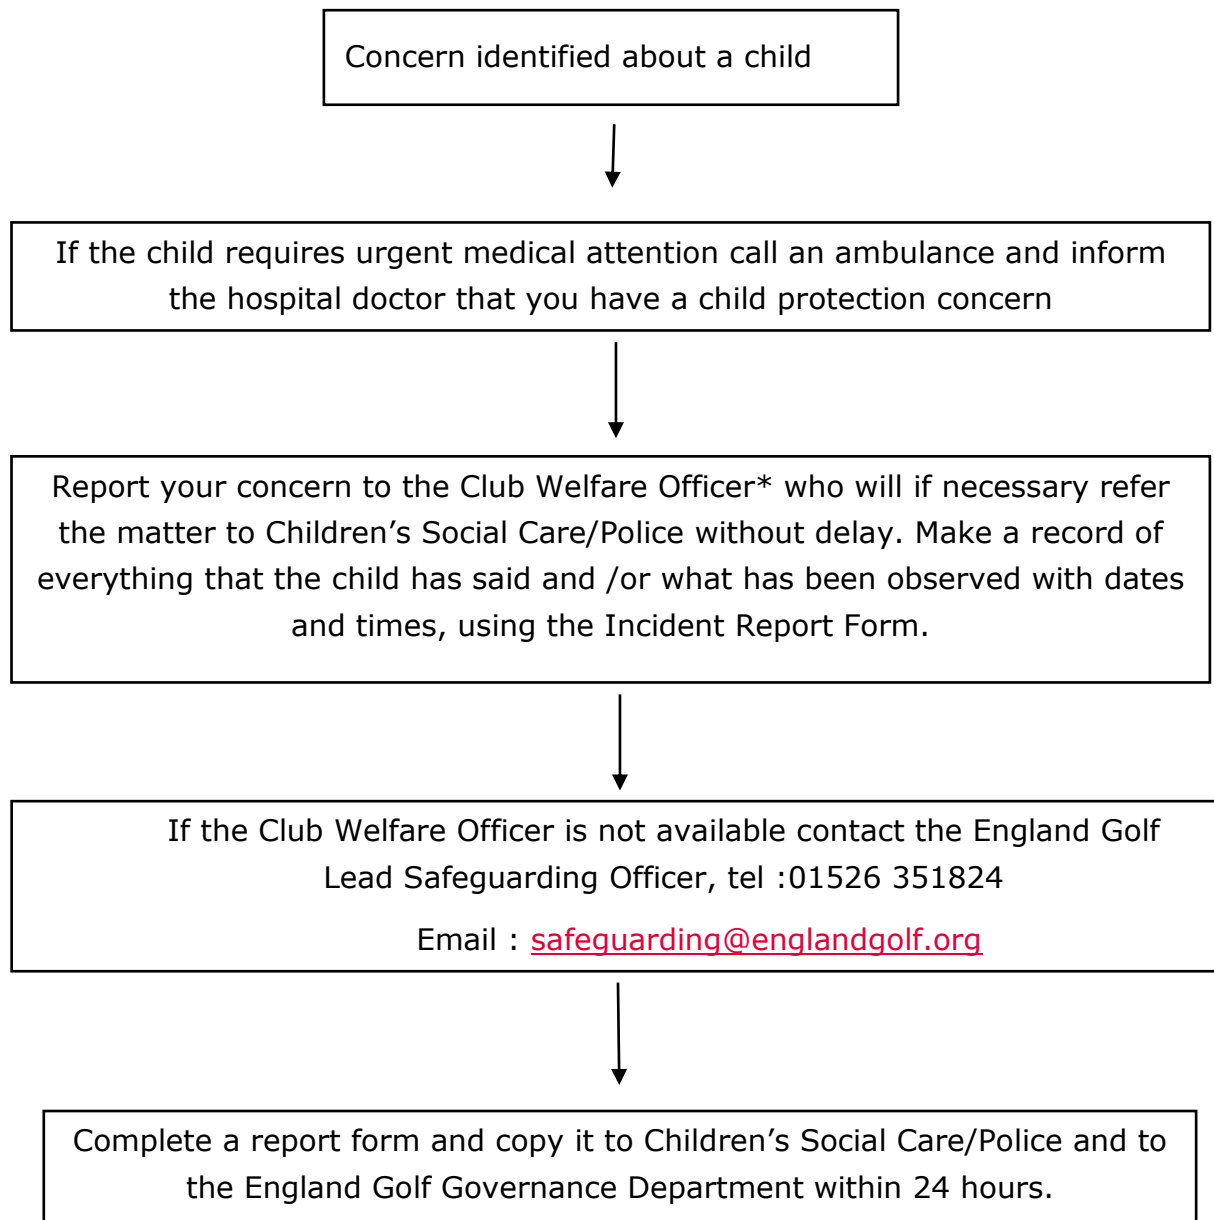 Concern identified about a child
If the child requires urgent medical attention call an ambulance and inform
the hospital doctor that you have a child protection concern
Report your concern to the Club Welfare Officer* who will if necessary refer
the matter to Children’s Social Care/Police without delay. Make a record of
everything that the child has said and /or what has been observed with dates
and times, using the Incident Report Form.
If the Club Welfare Officer is not available contact the England Golf
Lead Safeguarding Officer, tel :01526 351824
Email : safeguarding@englandgolf.org
Complete a report form and copy it to Children’s Social Care/Police and to
the England Golf Governance Department within 24 hours.